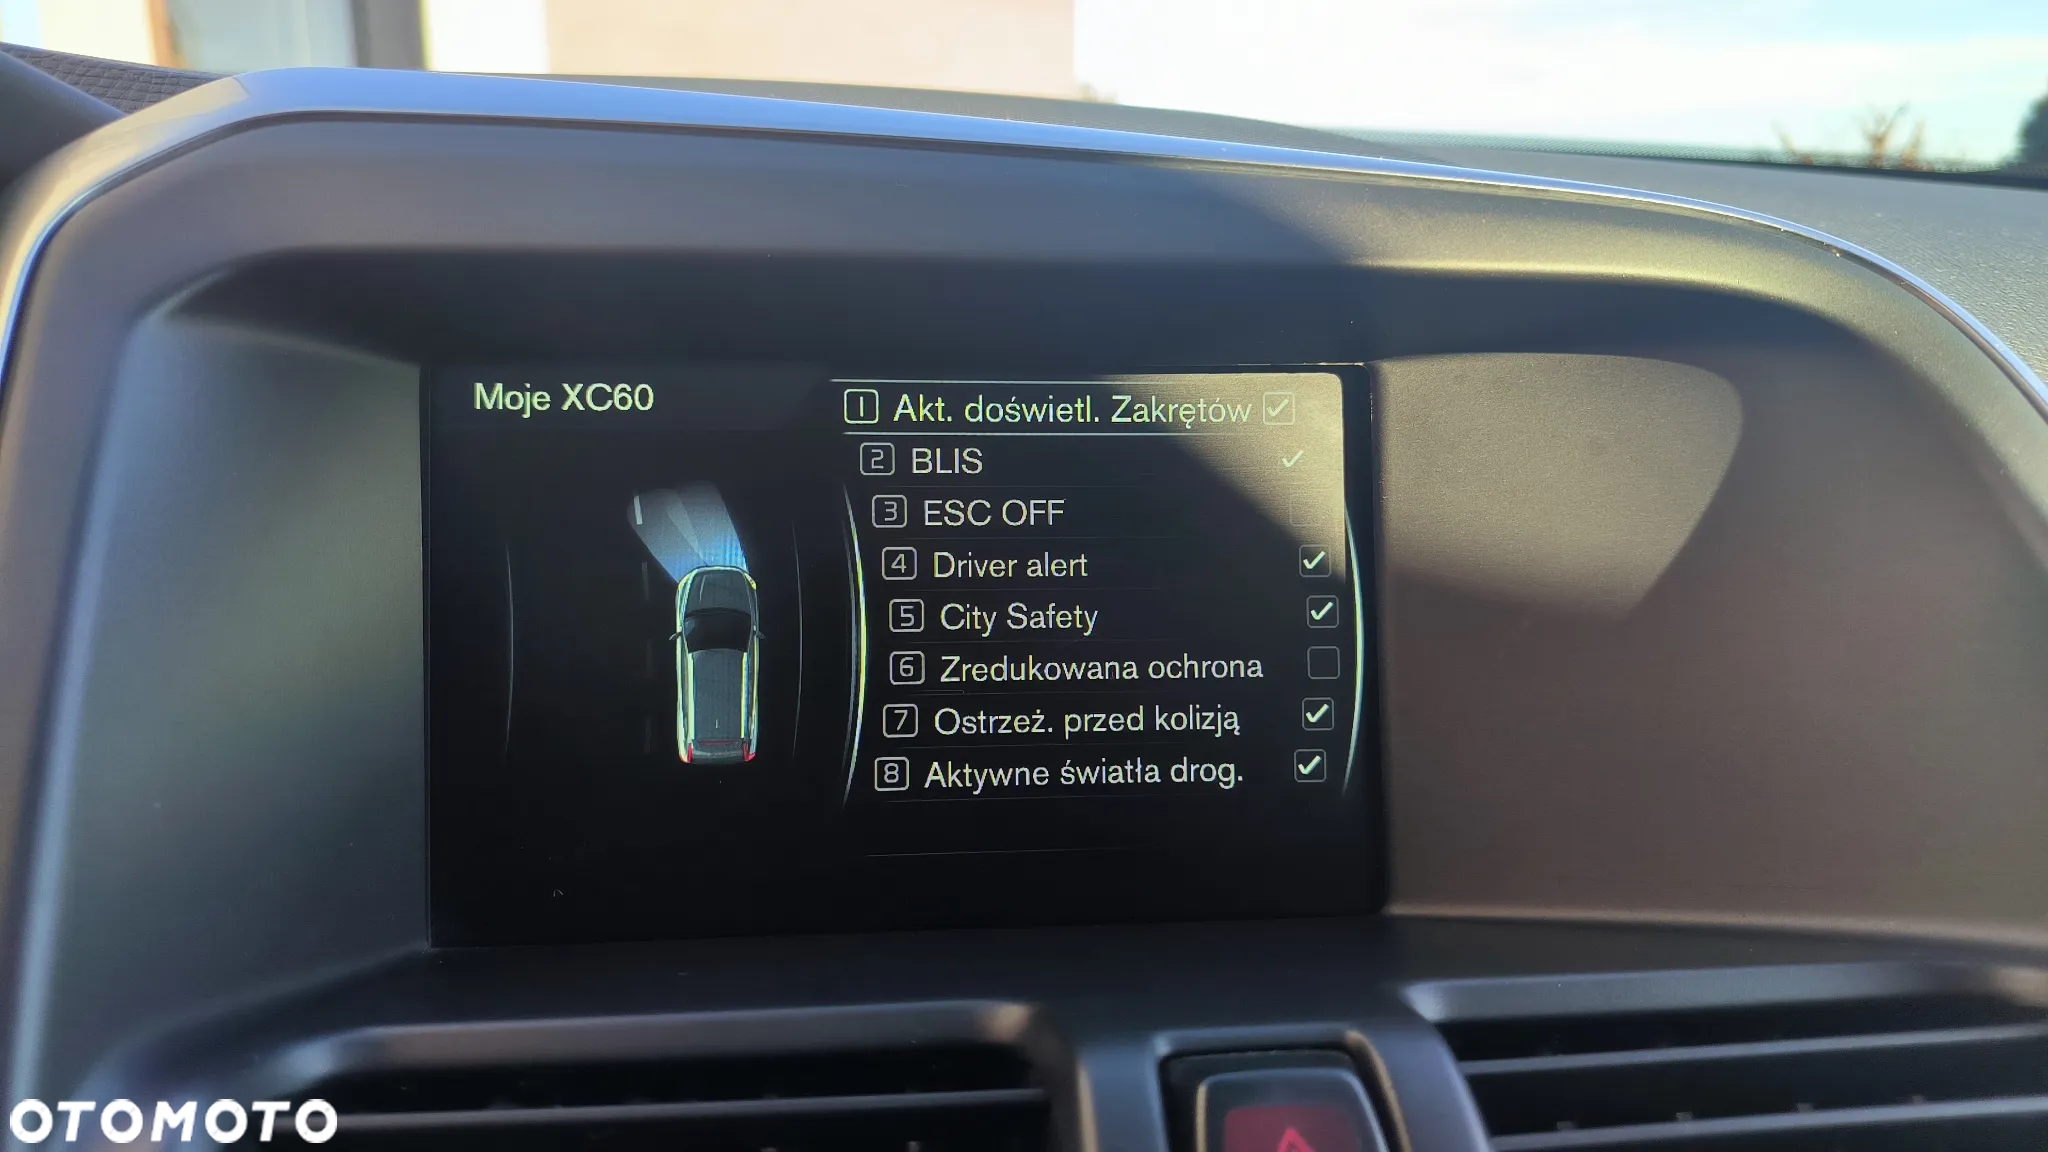 Moje XC60
1 Akt. doświetl. Zakrętów
2 BLIS
3 ESC OFF
4 Driver alert
5 City Safety
6 Zredukowana ochrona
7 Ostrzeż. przed kolizją
8 Aktywne światła drog.
OTOMOTO